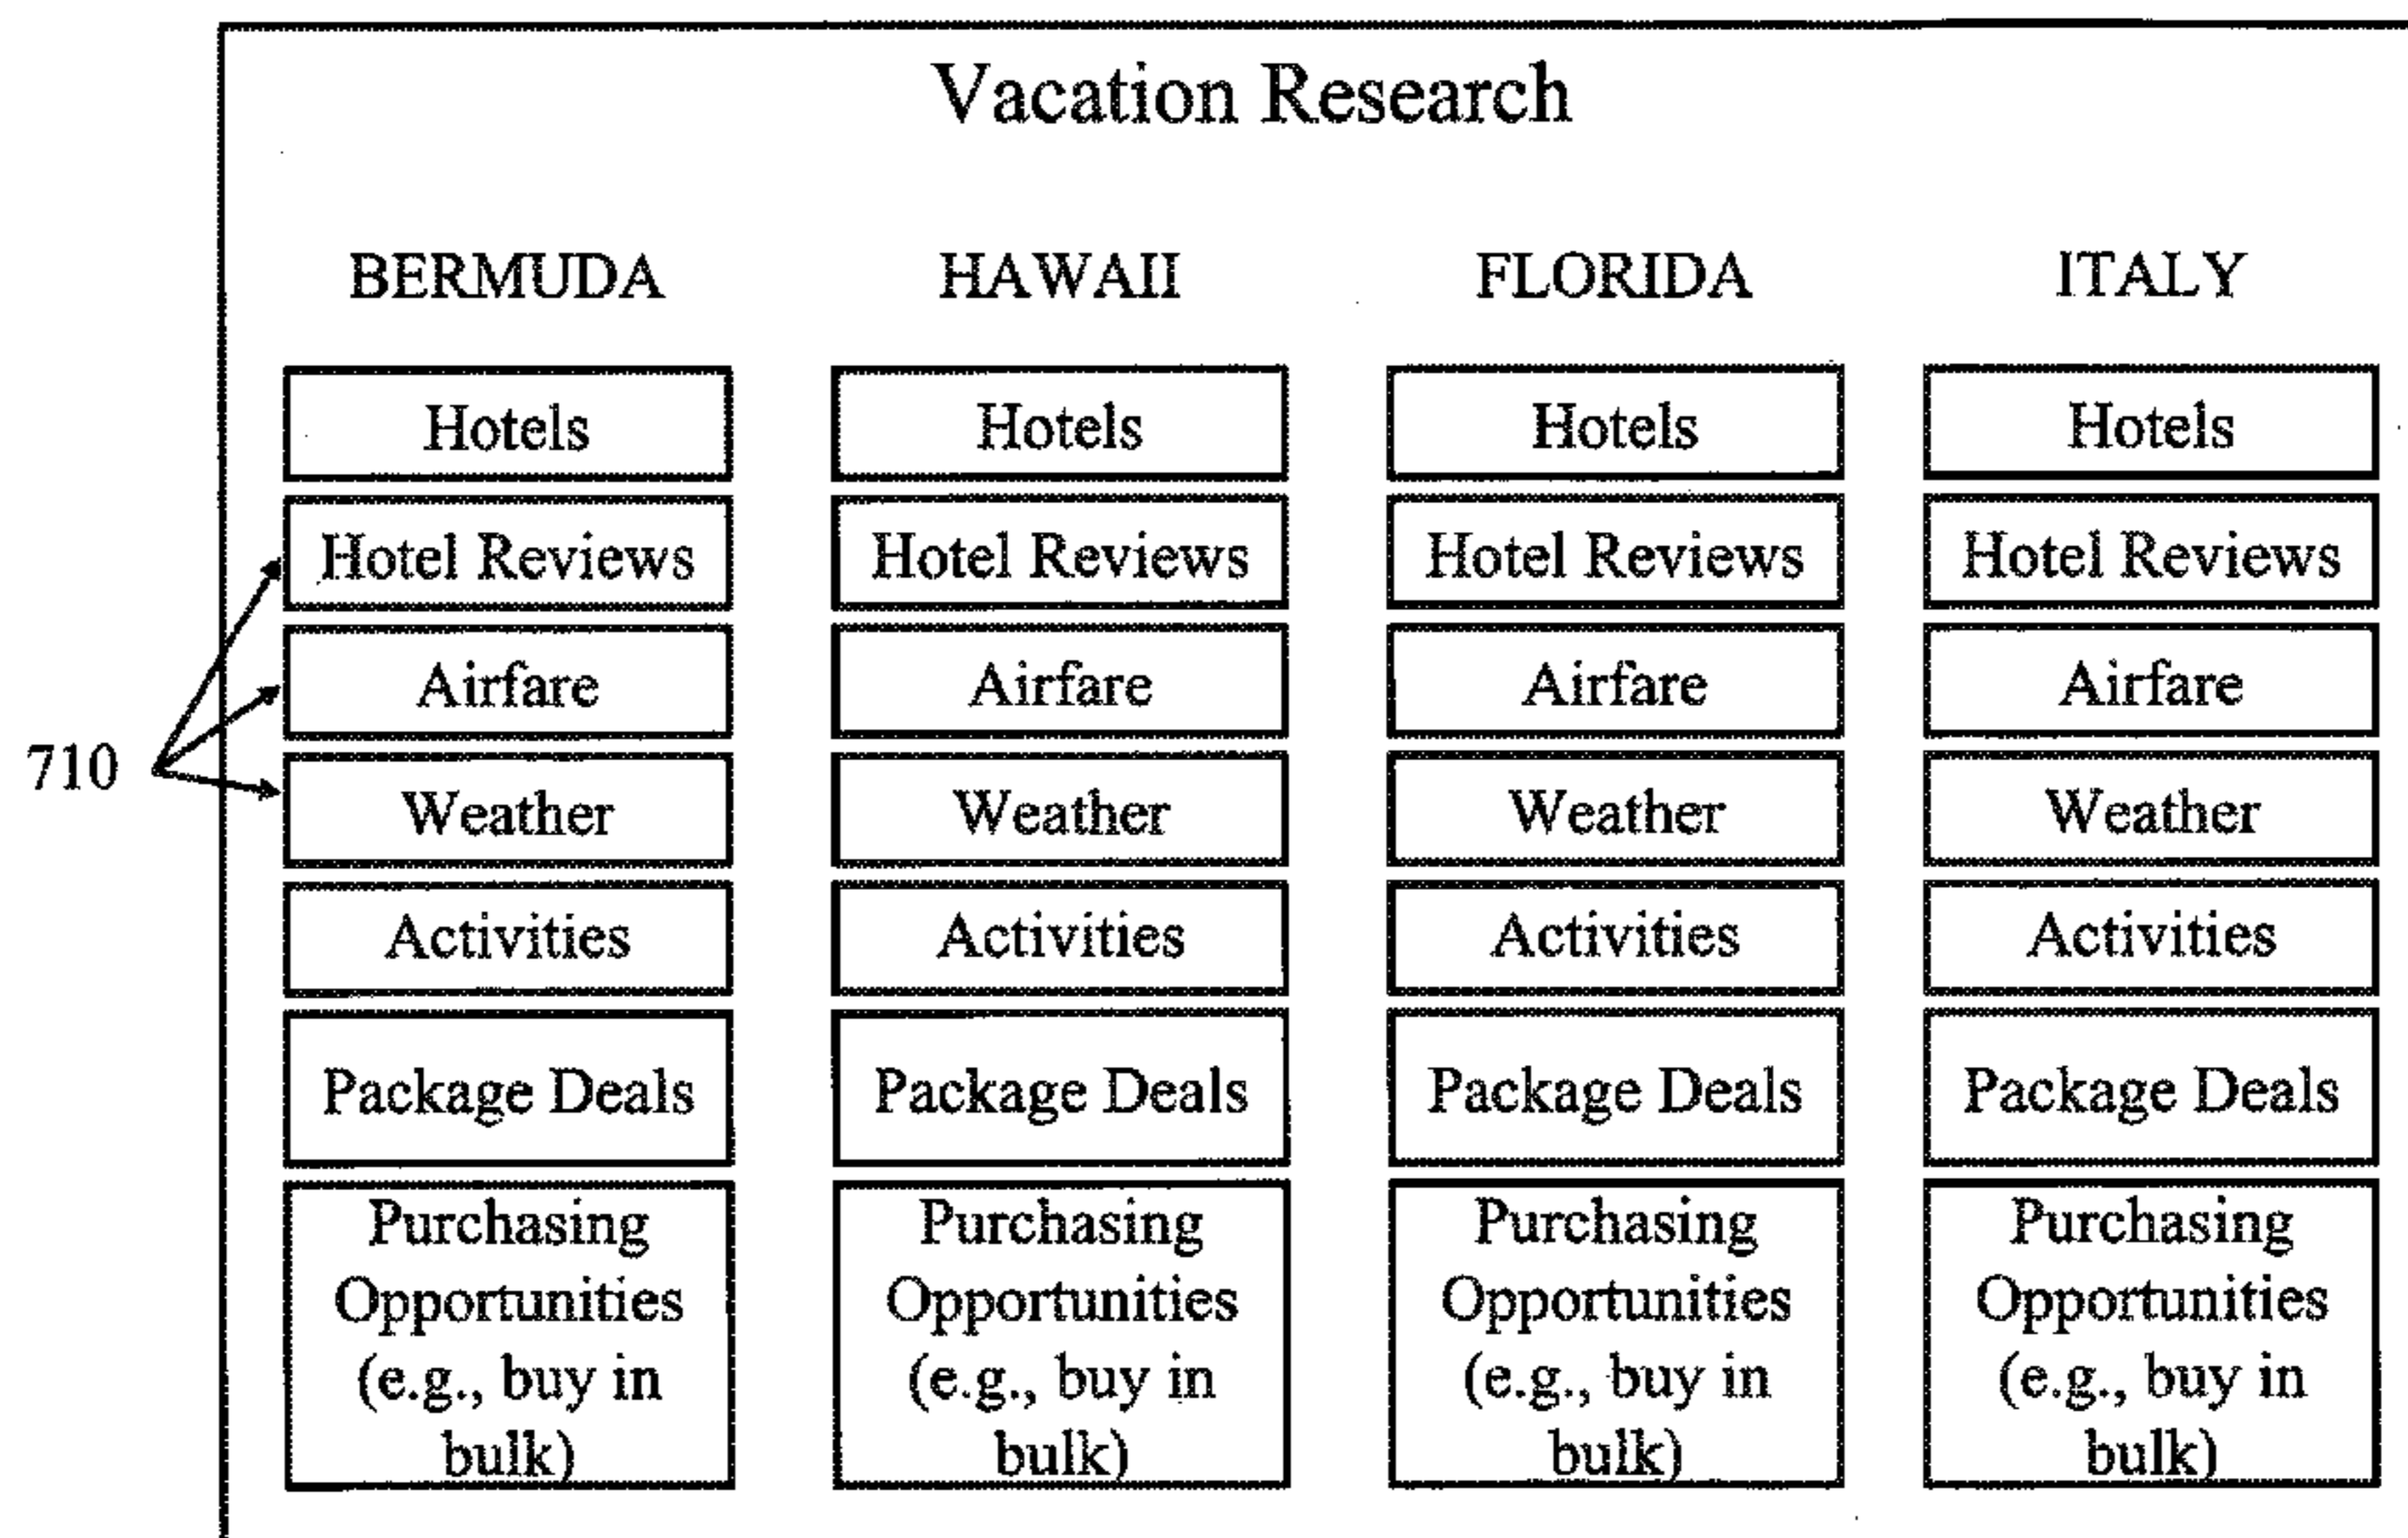 Vacation Research
BERMUDA HAWAII FLORIDA ITALY
Hotels Hotels Hotels Hotels
Hotel Reviews Hotel Reviews Hotel Reviews Hotel Reviews
Airfare Airfare Airfare Airfare
710
Weather Weather Weather Weather
Activities Activities Activities Activities
Package Deals Package Deals Package Deals Package Deals
Purchasing Purchasing Purchasing Purchasing
Opportunities Opportunities Opportunities Opportunities
(e.g., buy in (e.g., buy in (e.g., buy in (e.g., buy in
bulk) bulk) bulk) bulk)